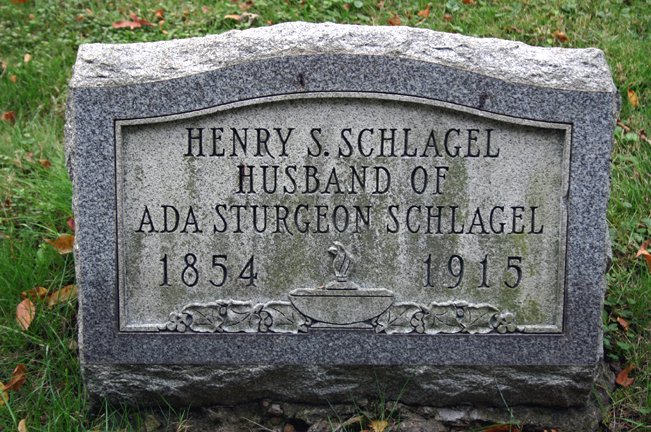 HENRY S. SCHLAGEL
HUSBAND OF
ADA STURGEON SCHLAGEL
1854 1915